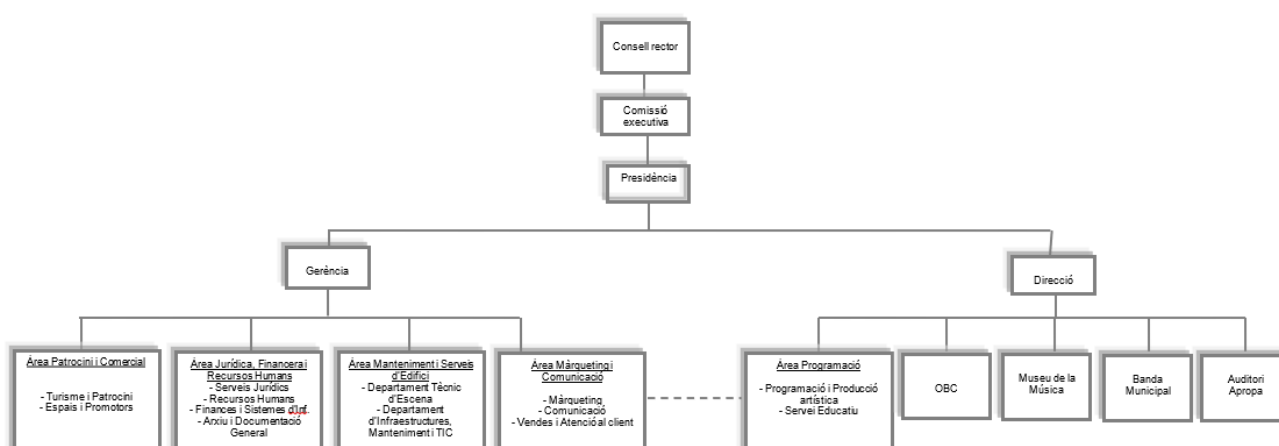 Consell rector
Comissió
executiva
Presidència
Gerència
Direcció
Àrea Patrocini i Comercial
- Turisme i Patrocini
- Espais i Promotors
Àrea Jurídica, Financera i
Recursos Humans
- Serveis Jurídics
- Recursos Humans
- Finances i Sistemes d'Inf.
- Arxiu i Documentació
General
Àrea Manteniment i Serveis
d'Edifici
- Departament Tècnic
d'Escena
- Departament
d'Infraestructures,
Manteniment i TIC
Àrea Màrqueting i
Comunicació
- Màrqueting
- Comunicació
- Vendes i Atenció al client
Àrea Programació
- Programació i Producció
artística
- Servei Educatiu
OBC
Museu de la
Música
Banda
Municipal
Auditori
Apropa